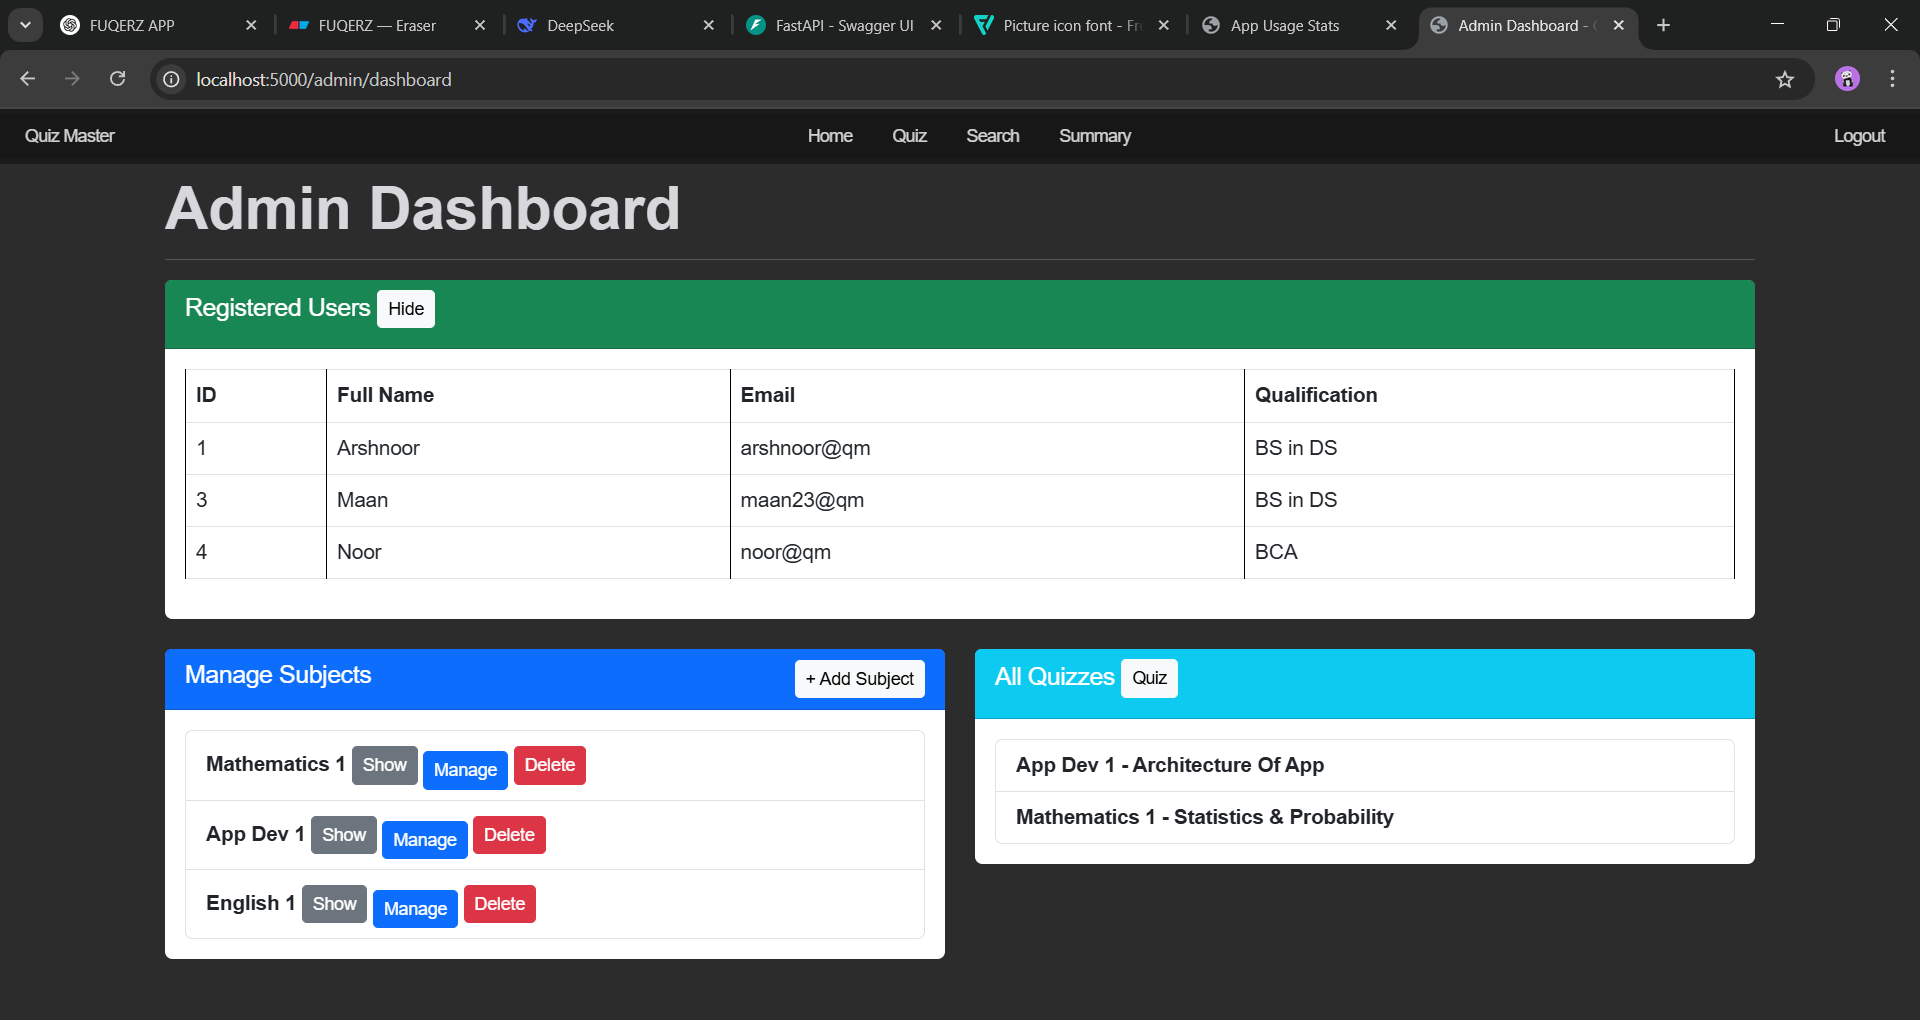 FUQERZ APP
FUQERZ — Eraser
DeepSeek
FastAPI - Swagger UI
Picture icon font - Fr
App Usage Stats
Admin Dashboard -
localhost:5000/admin/dashboard
Quiz Master Home Quiz Search Summary Logout
Admin Dashboard
Registered Users Hide
ID Full Name Email Qualification
1 Arshnoor arshnoor@qm BS in DS
3 Maan maan23@qm BS in DS
4 Noor noor@qm BCA
Manage Subjects + Add Subject
Mathematics 1 Show Manage Delete
App Dev 1 Show Manage Delete
English 1 Show Manage Delete
All Quizzes Quiz
App Dev 1 - Architecture Of App
Mathematics 1 - Statistics & Probability